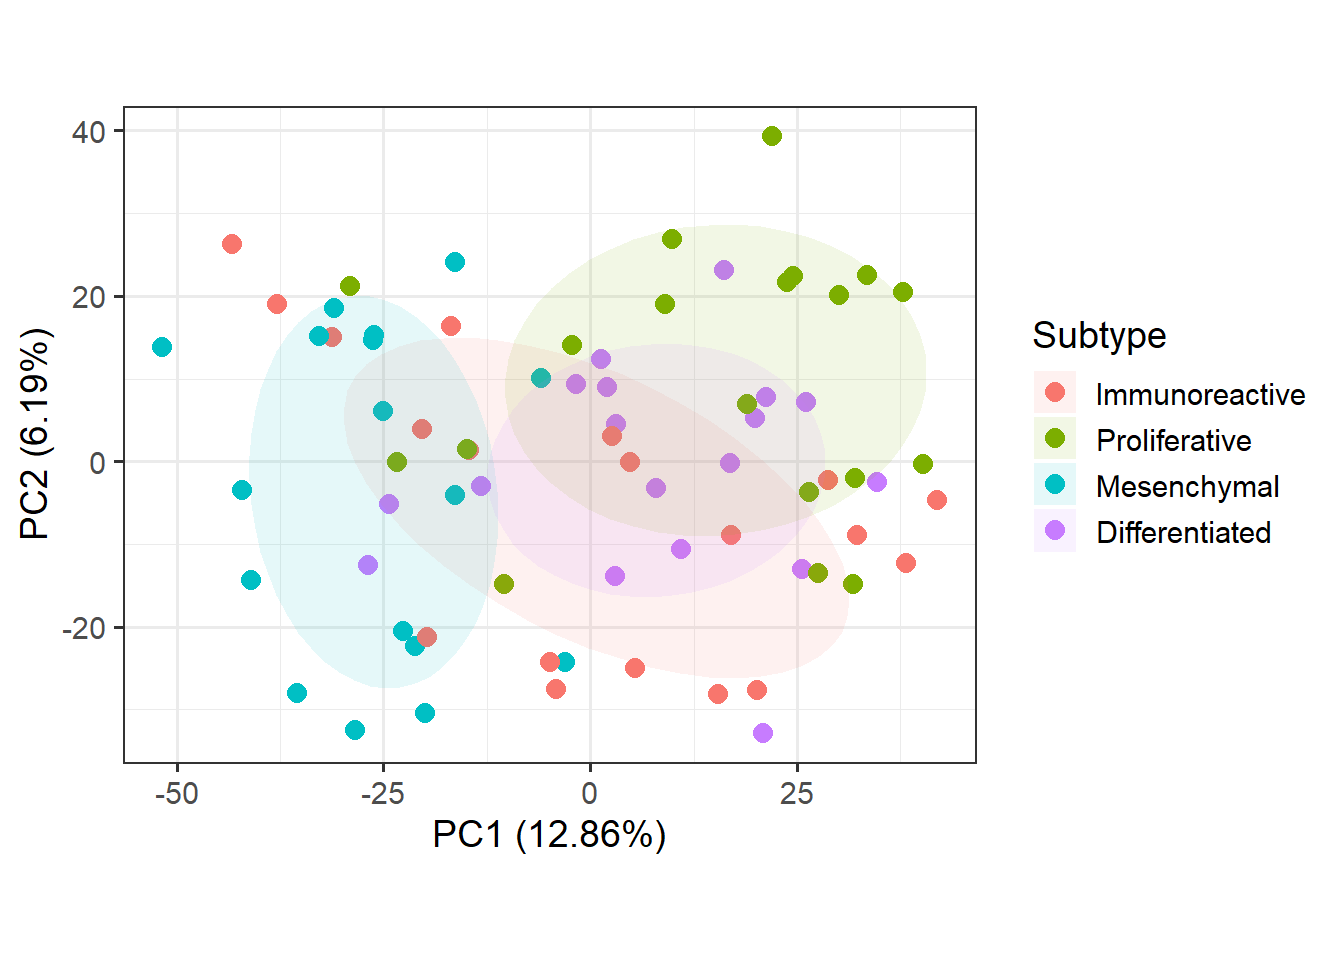 40
20
0
-20
PC2 (6.19%)
-50
-25
0
25
PC1 (12.86%)
Subtype
Immunoreactive
Proliferative
Mesenchymal
Differentiated